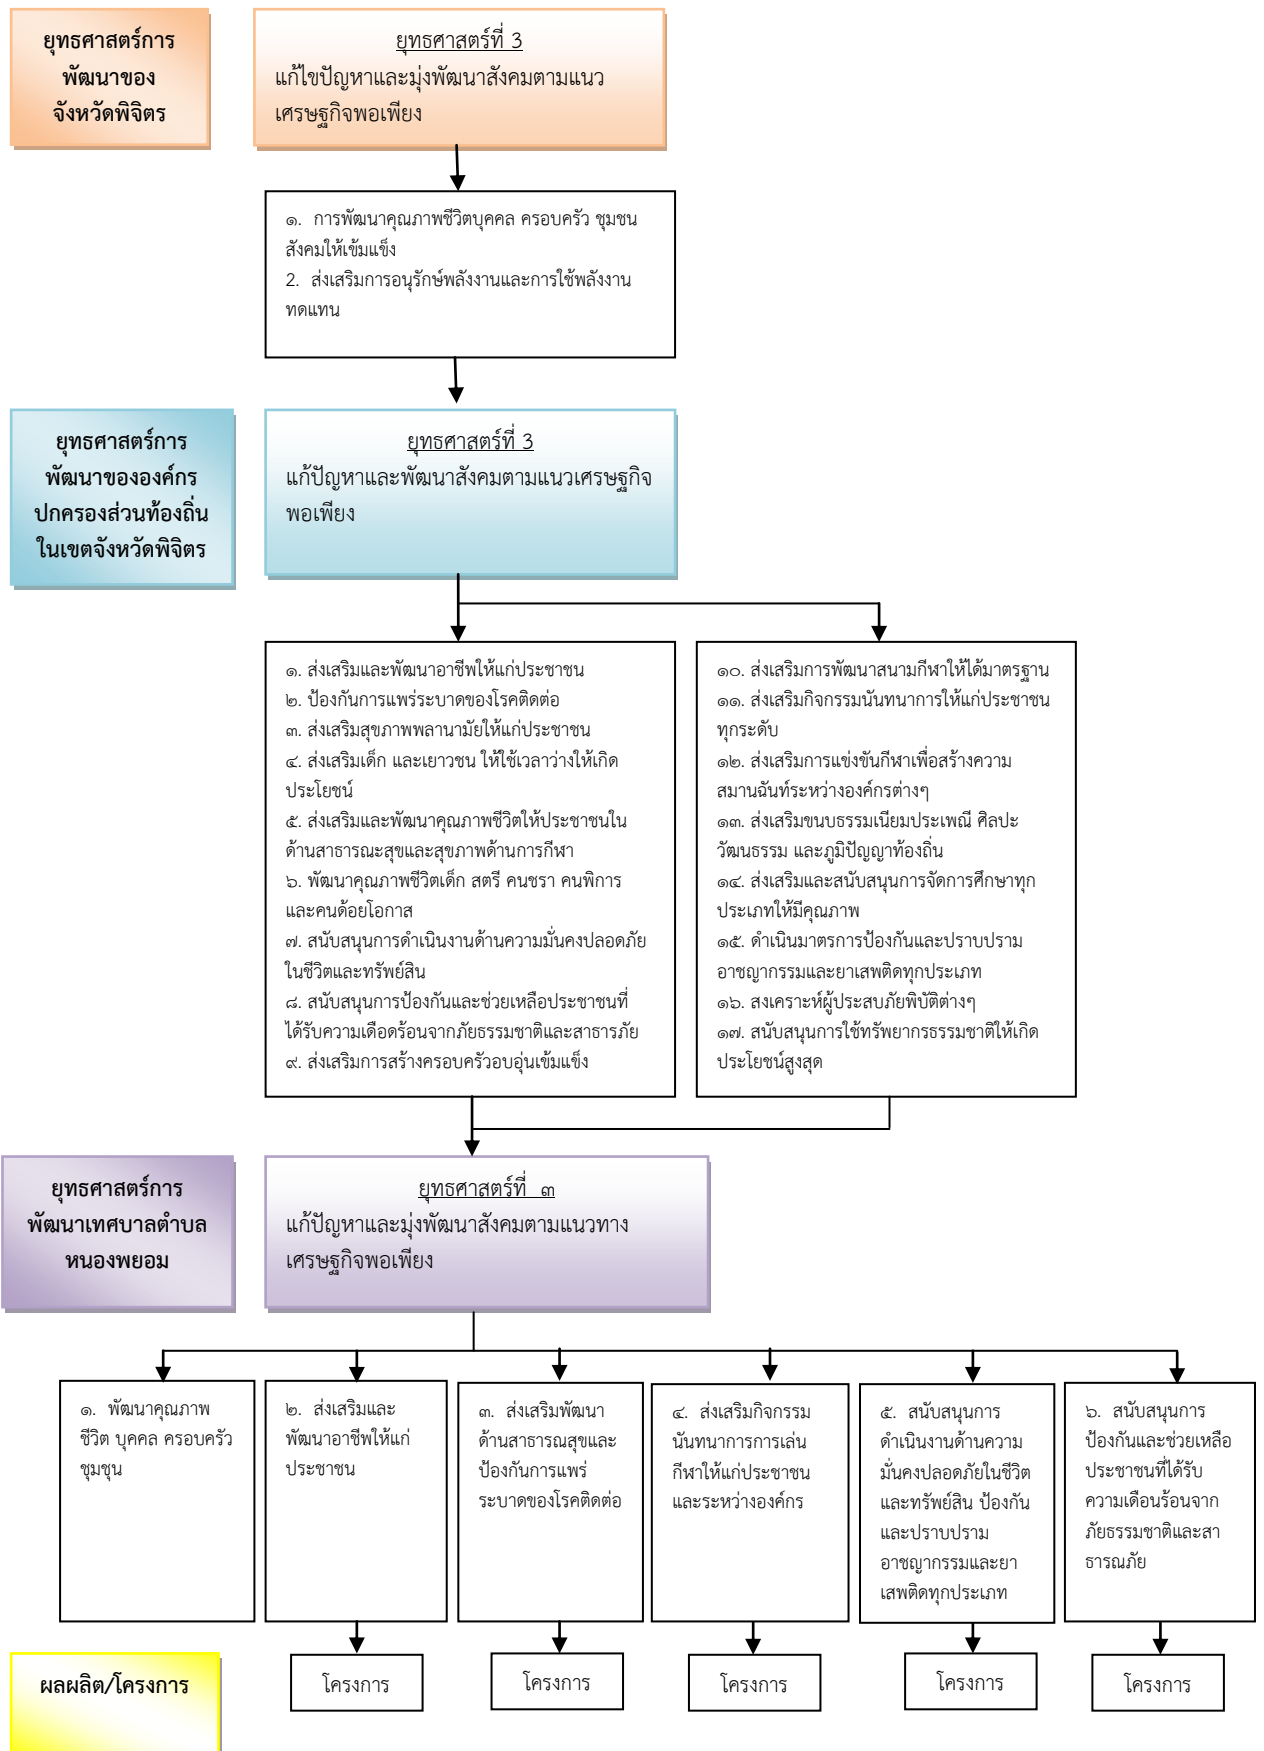 ยุทธศาสตร์การ
พัฒนาของ
จังหวัดพิจิตร
ยุทธศาสตร์ที่ 3
แก้ไขปัญหาและมุ่งพัฒนาสังคมตามแนว
เศรษฐกิจพอเพียง
๑. การพัฒนาคุณภาพชีวิตบุคคล ครอบครัว ชุมชน
สังคมให้เข้มแข็ง
2. ส่งเสริมการอนุรักษ์พลังงานและการใช้พลังงาน
ทดแทน
ยุทธศาสตร์การ
พัฒนาขององค์กร
ปกครองส่วนท้องถิ่น
ในเขตจังหวัดพิจิตร
ยุทธศาสตร์ที่ 3
แก้ปัญหาและพัฒนาสังคมตามแนวเศรษฐกิจ
พอเพียง
๑. ส่งเสริมและพัฒนาอาชีพให้แก่ประชาชน
๒. ป้องกันการแพร่ระบาดของโรคติดต่อ
๓. ส่งเสริมสุขภาพพลานามัยให้แก่ประชาชน
๔. ส่งเสริมเด็ก และเยาวชน ให้ใช้เวลาว่างให้เกิด
ประโยชน์
๕. ส่งเสริมและพัฒนาคุณภาพชีวิตให้ประชาชนใน
ด้านสาธารณะสุขและสุขภาพด้านการกีฬา
๖. พัฒนาคุณภาพชีวิตเด็ก สตรี คนชรา คนพิการ
และคนด้อยโอกาส
๗. สนับสนุนการดำเนินงานด้านความมั่นคงปลอดภัย
ในชีวิตและทรัพย์สิน
๘. สนับสนุนการป้องกันและช่วยเหลือประชาชนที่
ได้รับความเดือดร้อนจากภัยธรรมชาติและสาธารภัย
๙. ส่งเสริมการสร้างครอบครัวอบอุ่นเข้มแข็ง
๑๐. ส่งเสริมการพัฒนาสนามกีฬาให้ได้มาตรฐาน
๑๑. ส่งเสริมกิจกรรมนันทนาการให้แก่ประชาชน
ทุกระดับ
๑๒. ส่งเสริมการแข่งขันกีฬาเพื่อสร้างความ
สมานฉันท์ระหว่างองค์กรต่างๆ
๑๓. ส่งเสริมขนบธรรมเนียมประเพณี ศิลปะ
วัฒนธรรม และภูมิปัญญาท้องถิ่น
๑๔. ส่งเสริมและสนับสนุนการจัดการศึกษาทุก
ประเภทให้มีคุณภาพ
๑๕. ดำเนินมาตรการป้องกันและปราบปราม
อาชญากรรมและยาเสพติดทุกประเภท
๑๖. สงเคราะห์ผู้ประสบภัยพิบัติต่างๆ
๑๗. สนับสนุนการใช้ทรัพยากรธรรมชาติให้เกิด
ประโยชน์สูงสุด
ยุทธศาสตร์การ
พัฒนาเทศบาลตำบล
หนองพยอม
ยุทธศาสตร์ที่ ๓
แก้ปัญหาและมุ่งพัฒนาสังคมตามแนวทาง
เศรษฐกิจพอเพียง
๑. พัฒนาคุณภาพ
ชีวิต บุคคล ครอบครัว
ชุมชุน
๒. ส่งเสริมและ
พัฒนาอาชีพให้แก่
ประชาชน
๓. ส่งเสริมพัฒนา
ด้านสาธารณสุขและ
ป้องกันการแพร่
ระบาดของโรคติดต่อ
๔. ส่งเสริมกิจกรรม
นันทนาการการเล่น
กีฬาให้แก่ประชาชน
และระหว่างองค์กร
๕. สนับสนุนการ
ดำเนินงานด้านความ
มั่นคงปลอดภัยในชีวิต
และทรัพย์สิน ป้องกัน
และปราบปราม
อาชญากรรมและยา
เสพติดทุกประเภท
๖. สนับสนุนการ
ป้องกันและช่วยเหลือ
ประชาชนที่ได้รับ
ความเดือนร้อนจาก
ภัยธรรมชาติและสา
ธารณภัย
ผลผลิต/โครงการ
โครงการ
โครงการ
โครงการ
โครงการ
โครงการ